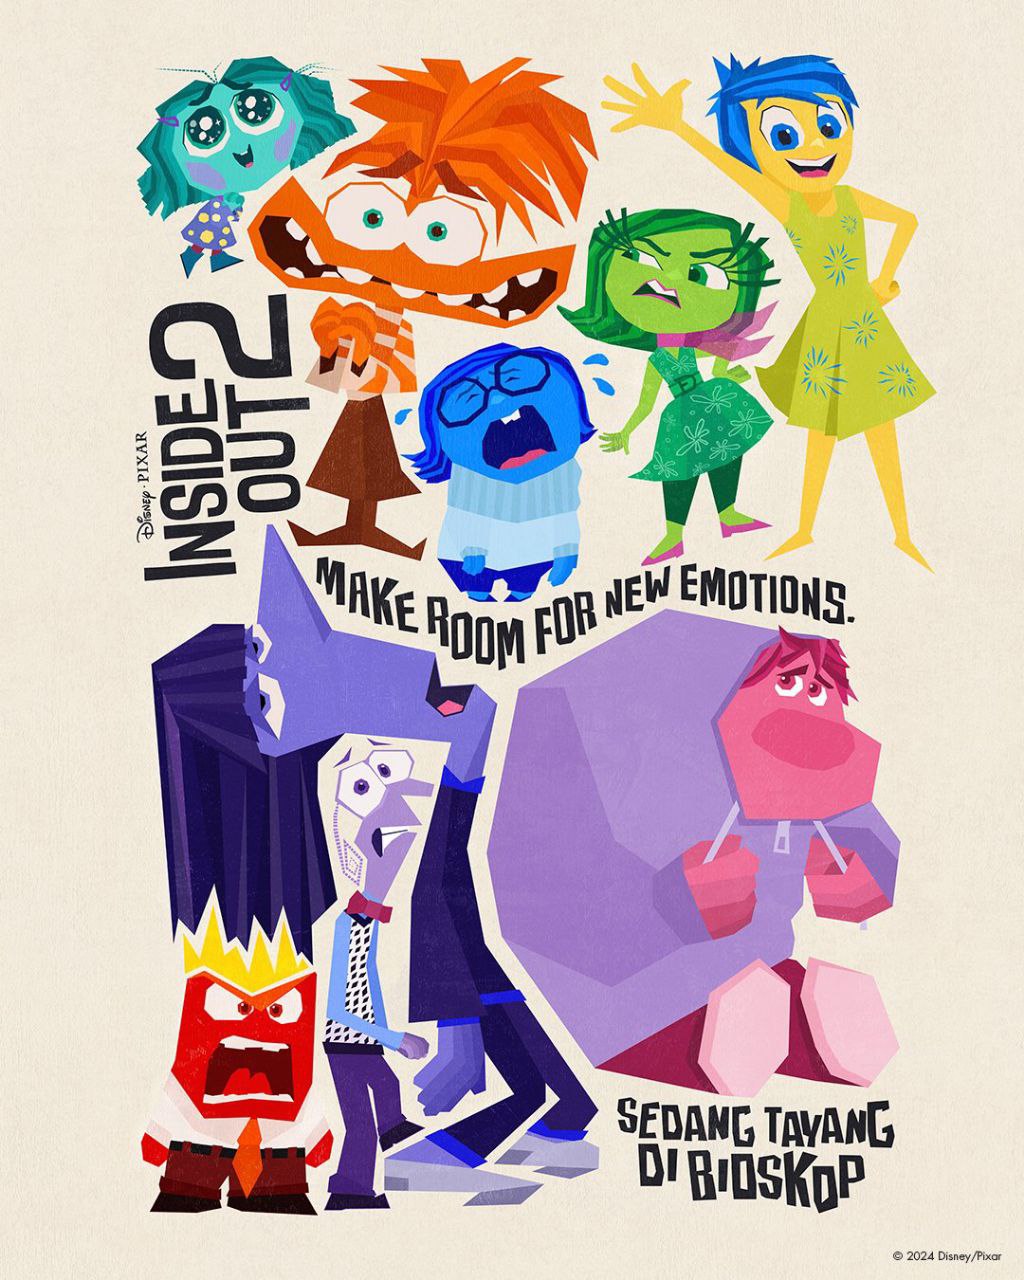 Disney · PIXAR
INSIDE
OUT 2
MAKE ROOM FOR NEW EMOTIONS.
SEDANG TAYANG
DI BIOSKOP
© 2024 Disney/Pixar